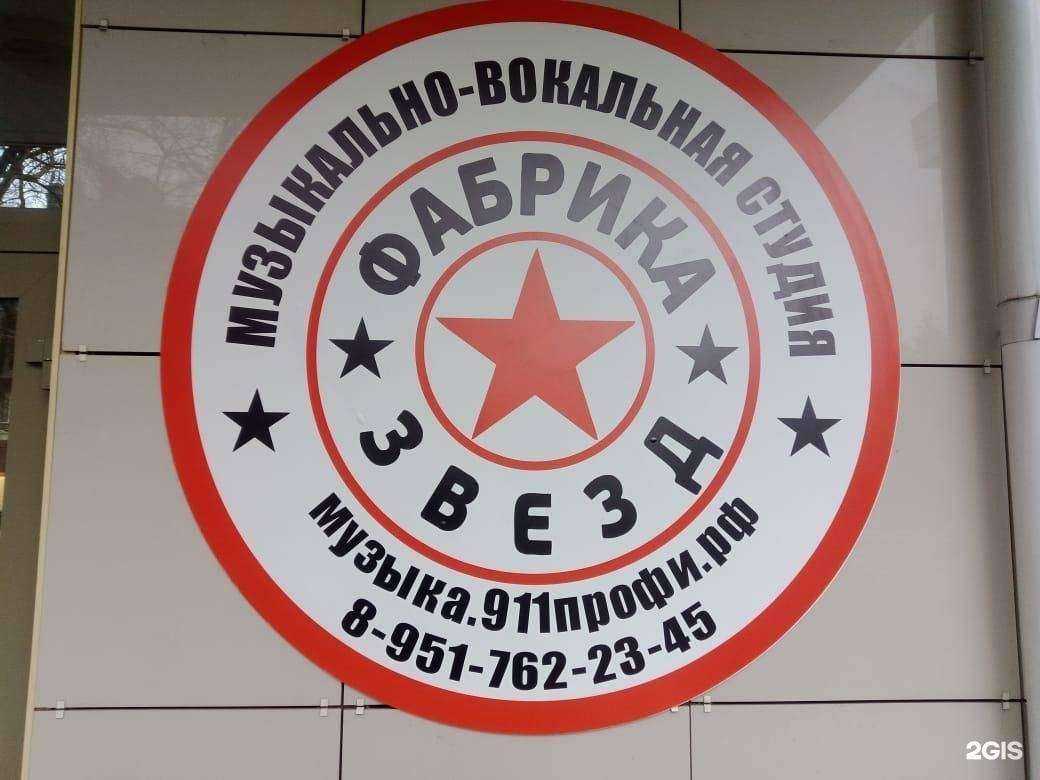 МУЗЫКАЛЬНО-ВОКАЛЬНАЯ СТУДИЯ
ФАБРИКА
ЗВЕЗД
музыка.911профи.рф
8-951-762-23-45
2GIS